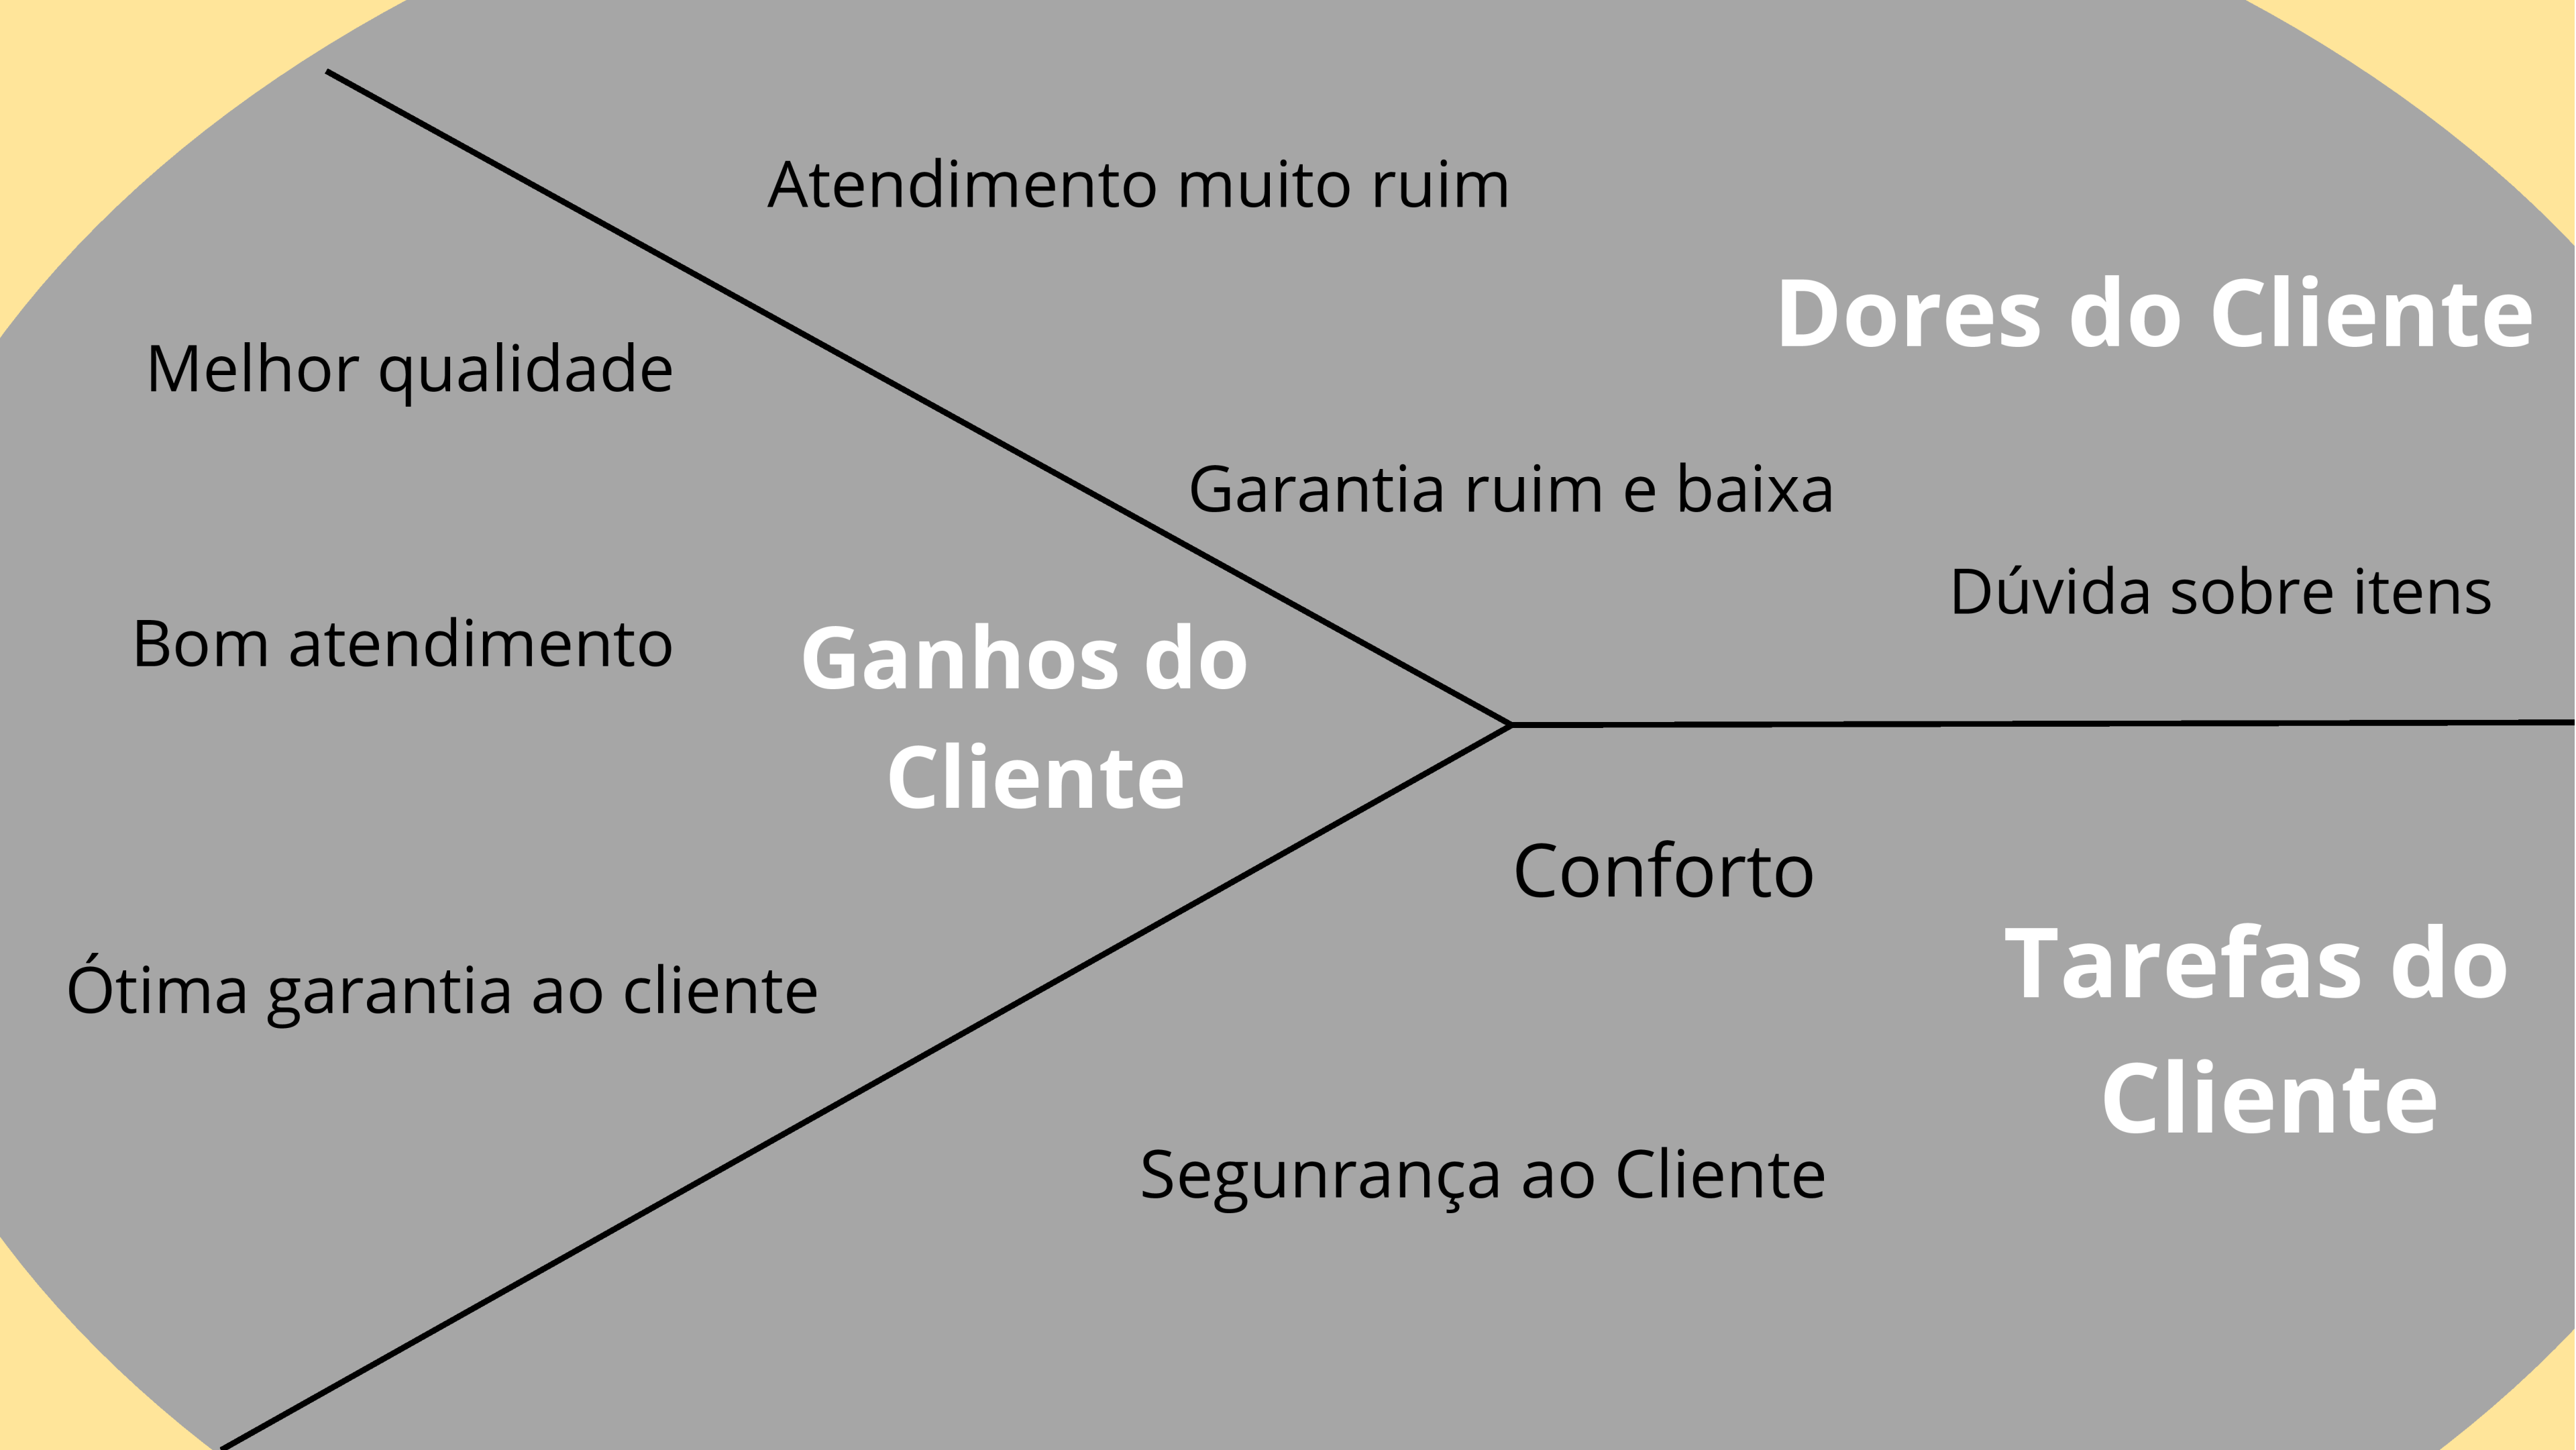 Atendimento muito ruim
Dores do Cliente
Garantia ruim e baixa
Dúvida sobre itens
Melhor qualidade
Bom atendimento
Ótima garantia ao cliente
Ganhos do
Cliente
Conforto
Tarefas do
Cliente
Segunrança ao Cliente